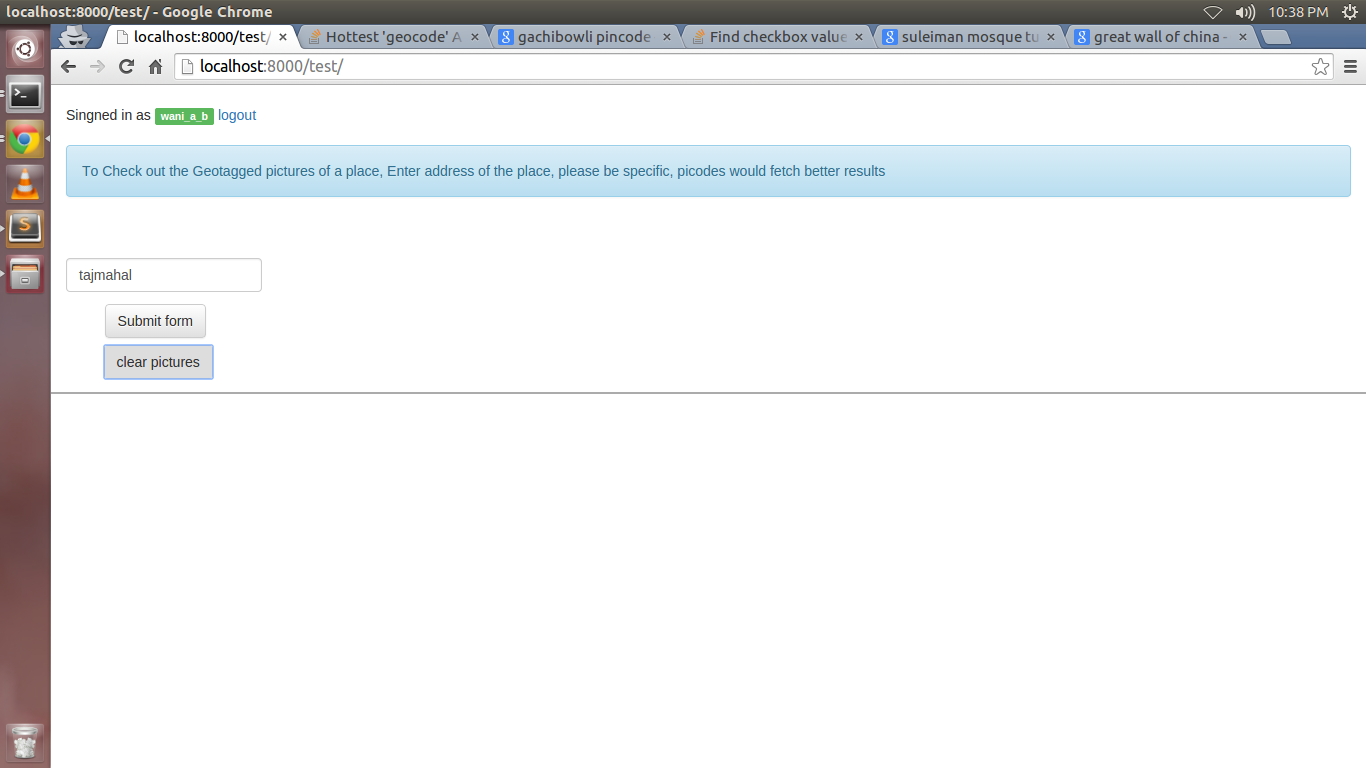 localhost:8000/test/ - Google Chrome
10:38 PM
localhost:8000/test/
Hottest 'geocode' A
gachibowli pincode
Find checkbox value
suleiman mosque tu
great wall of china -
localhost:8000/test/
Singned in as wani_a_b logout
To Check out the Geotagged pictures of a place, Enter address of the place, please be specific, picodes would fetch better results
tajmahal
Submit form
clear pictures